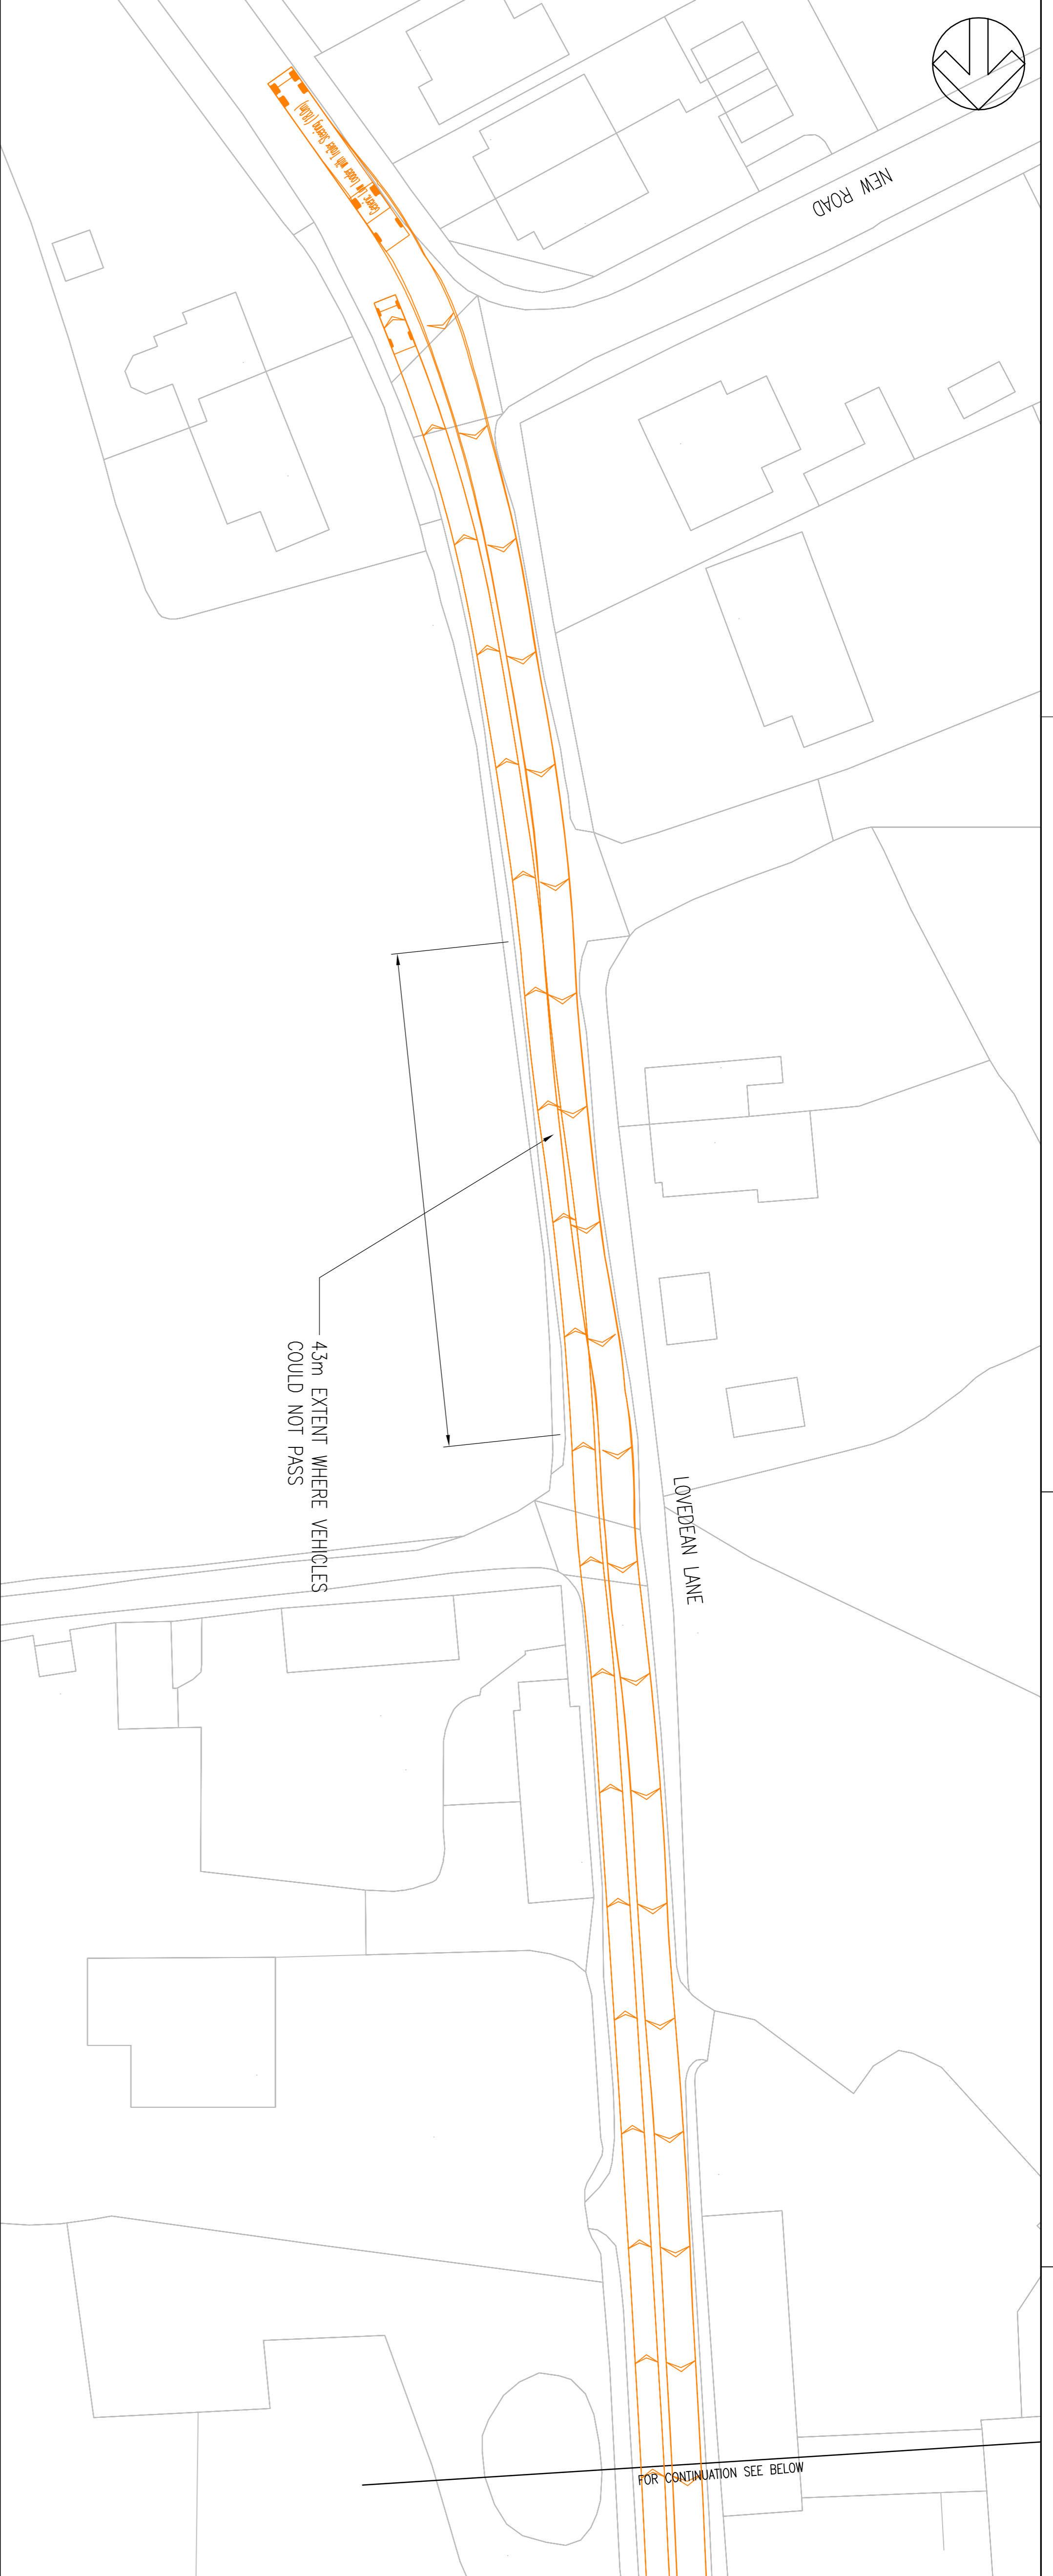 NEW ROAD
43m EXTENT WHERE VEHICLES
COULD NOT PASS
LOVEDEAN LANE
FOR CONTINUATION SEE BELOW